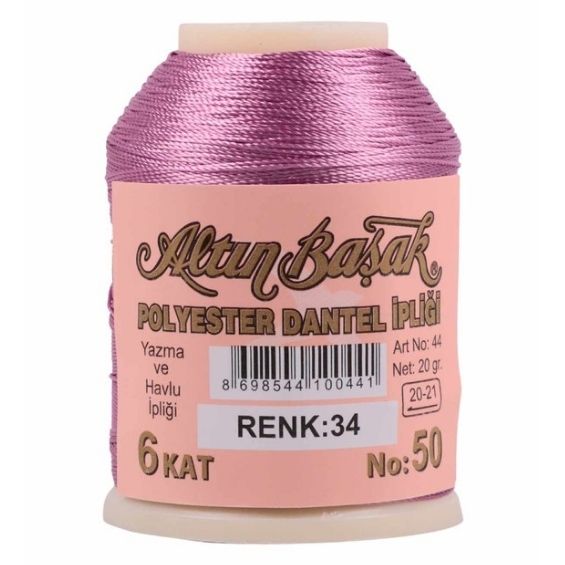 Altın Başak ®
POLYESTER DANTEL İPLİĞİ
Yazma
ve
Havlu
İpliği
8 698544 100441
Art No: 44
Net: 20 gr.
20-21
RENK:34
6 KAT
No: 50